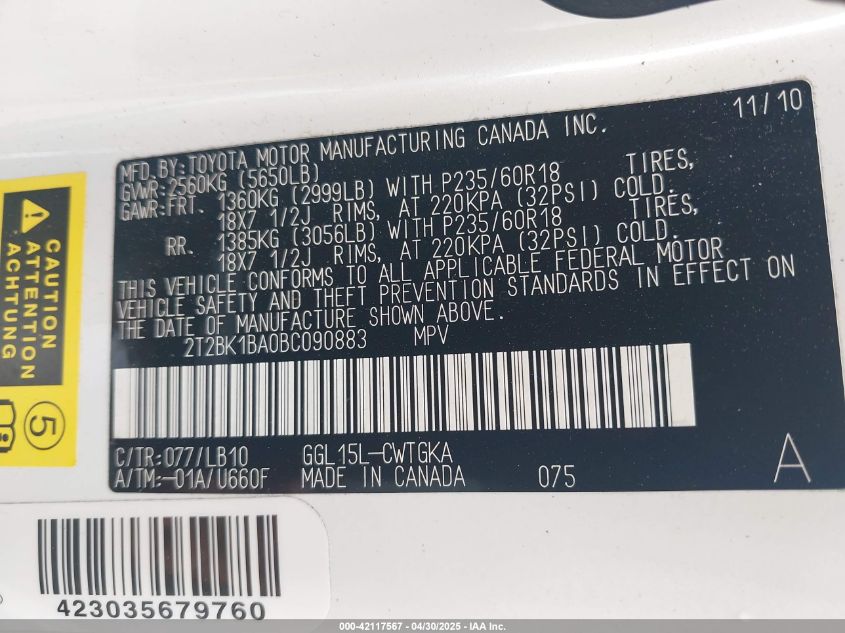 11/10
MFD.BY:TOYOTA MOTOR MANUFACTURING CANADA INC.
GVWR:2560KG (5650LB)
GAWR:FRT. 1360KG (2999LB) WITH P235/60R18 TIRES,
18X7 1/2J RIMS, AT 220KPA (32PSI) COLD.
RR. 1385KG (3056LB) WITH P235/60R18 TIRES,
18X7 1/2J RIMS, AT 220KPA (32PSI) COLD.
THIS VEHICLE CONFORMS TO ALL APPLICABLE FEDERAL MOTOR
VEHICLE SAFETY AND THEFT PREVENTION STANDARDS IN EFFECT ON
THE DATE OF MANUFACTURE SHOWN ABOVE.
2T2BK1BA0BC090883 MPV
C/TR:077/LB10 GGL15L-CWTGKA
A/TM:-01A/U660F MADE IN CANADA 075 A
CAUTION
ATTENTION
ACHTUNG
5
423035679760
000-42117567 - 04/30/2025 - IAA Inc.